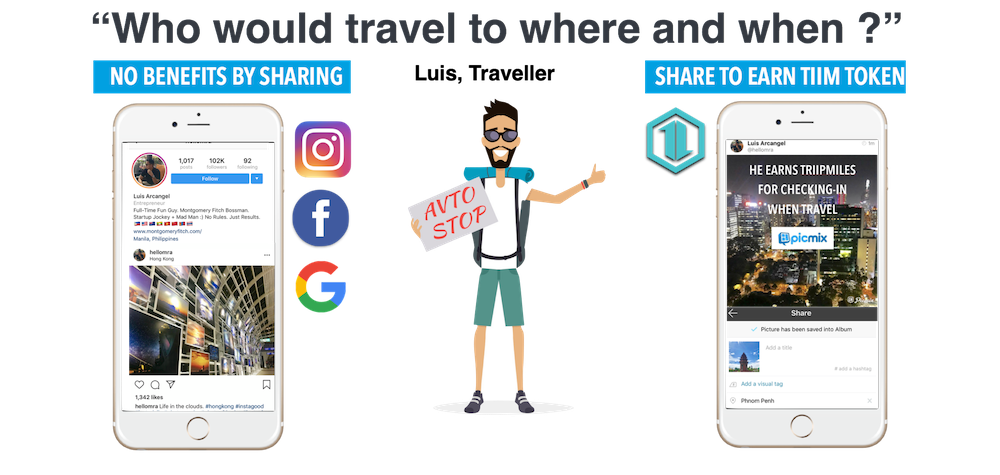 “Who would travel to where and when ?”
NO BENEFITS BY SHARING
Luis, Traveller
SHARE TO EARN TIIM TOKEN
1,017
102K
92
posts
followers
following
Follow
Luis Arcangel
Entrepreneur
Full-Time Fun Guy. Montgomery Fitch Bossman.
Startup Jockey + Mad Man :) No Rules. Just Results.
www.montgomeryfitch.com/
Manila, Philippines
hellomra
Hong Kong
1,342 likes
hellomra Life in the clouds. #hongkong #instagood
AVTO
STOP
Luis Arcangel
@hellomra
1m
HE EARNS TRIIPMILES
FOR CHECKING-IN
WHEN TRAVEL
picmix
Share
Picture has been saved into Album
Add a title
# add a hashtag
Add a visual tag
Phnom Penh